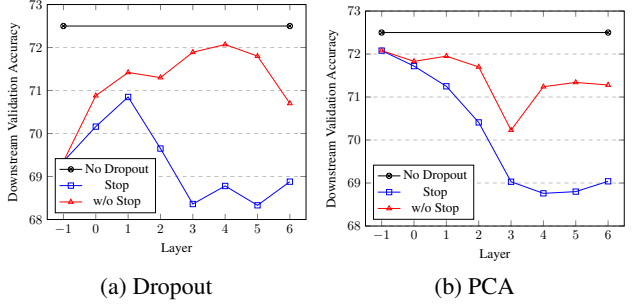 73
72
71
70
69
68
Downstream Validation Accuracy
No Dropout
Stop
w/o Stop
−1 0 1 2 3 4 5 6
Layer
(a) Dropout
73
72
71
70
69
68
Downstream Validation Accuracy
No Dropout
Stop
w/o Stop
−1 0 1 2 3 4 5 6
Layer
(b) PCA